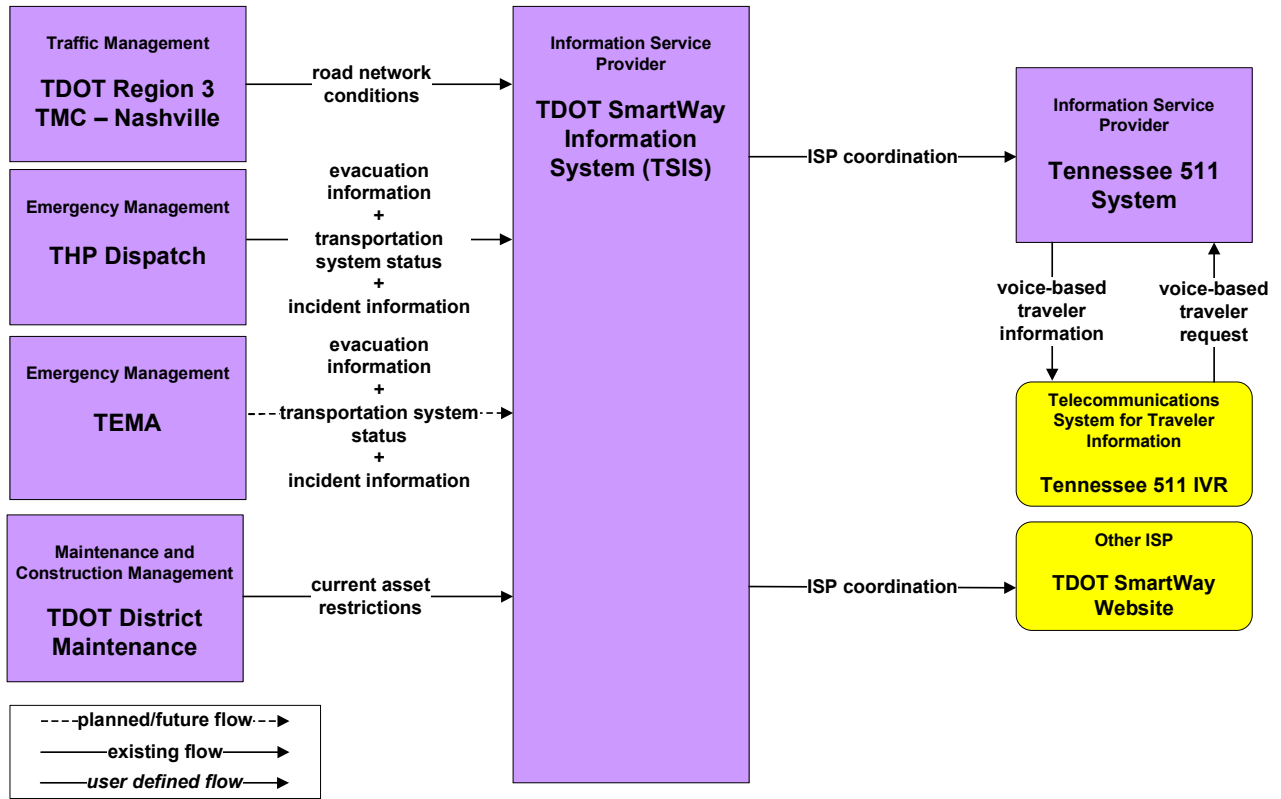 Traffic Management
TDOT Region 3
TMC – Nashville
road network
conditions
Emergency Management
THP Dispatch
evacuation
information
+
transportation
system status
+
incident information
Emergency Management
TEMA
evacuation
information
+
transportation system
status
+
incident information
Maintenance and
Construction Management
TDOT District
Maintenance
current asset
restrictions
planned/future flow
existing flow
user defined flow
Information Service
Provider
TDOT SmartWay
Information
System (TSIS)
ISP coordination
ISP coordination
Information Service
Provider
Tennessee 511
System
voice-based
traveler
information
voice-based
traveler
request
Telecommunications
System for Traveler
Information
Tennessee 511 IVR
Other ISP
TDOT SmartWay
Website